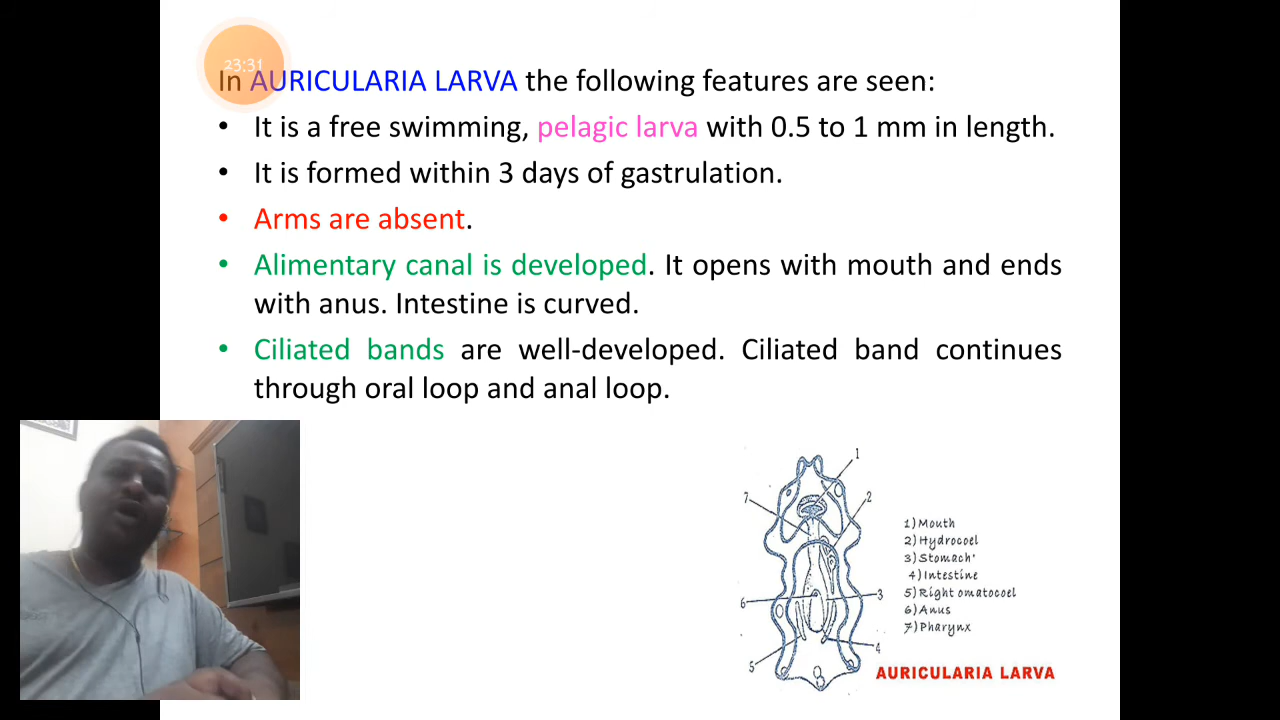 23:31
In AURICULARIA LARVA the following features are seen:
• It is a free swimming, pelagic larva with 0.5 to 1 mm in length.
• It is formed within 3 days of gastrulation.
• Arms are absent.
• Alimentary canal is developed. It opens with mouth and ends
with anus. Intestine is curved.
• Ciliated bands are well-developed. Ciliated band continues
through oral loop and anal loop.
1
7
2
6
3
4
5
1) Mouth
2) Hydrocoel
3) Stomach'
4) Intestine
5) Right omatocoel
6) Anus
7) Pharynx
AURICULARIA LARVA